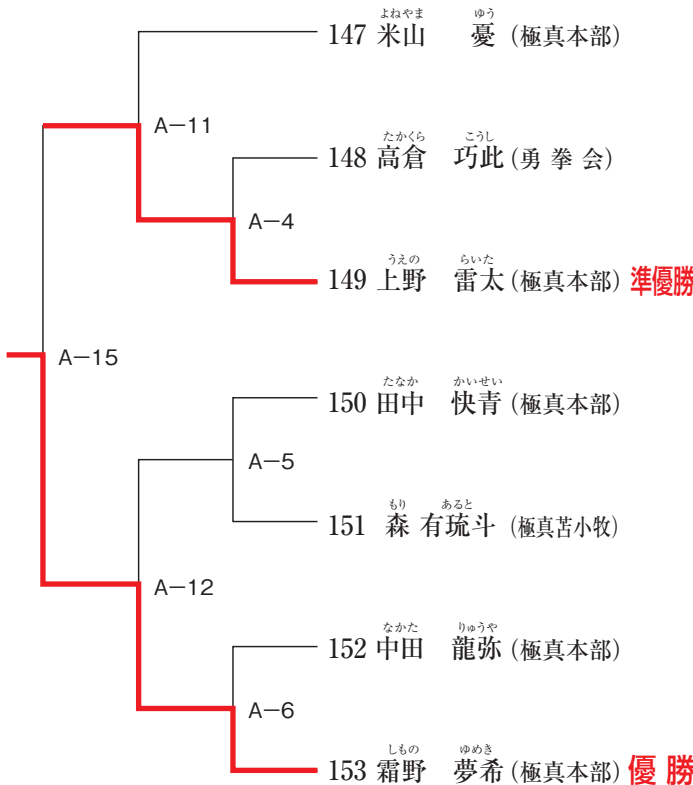 よねやま ゆう
147 米山 憂 (極真本部)
A-11
たかくら こうし
148 高倉 巧此 (勇拳会)
A-4
うえの らいた
149 上野 雷太 (極真本部) 準優勝
A-15
たなか かいせい
150 田中 快青 (極真本部)
A-5
もり あると
151 森 有琉斗 (極真苫小牧)
A-12
なかた りゅうや
152 中田 龍弥 (極真本部)
A-6
しもの ゆめき
153 霜野 夢希 (極真本部) 優勝